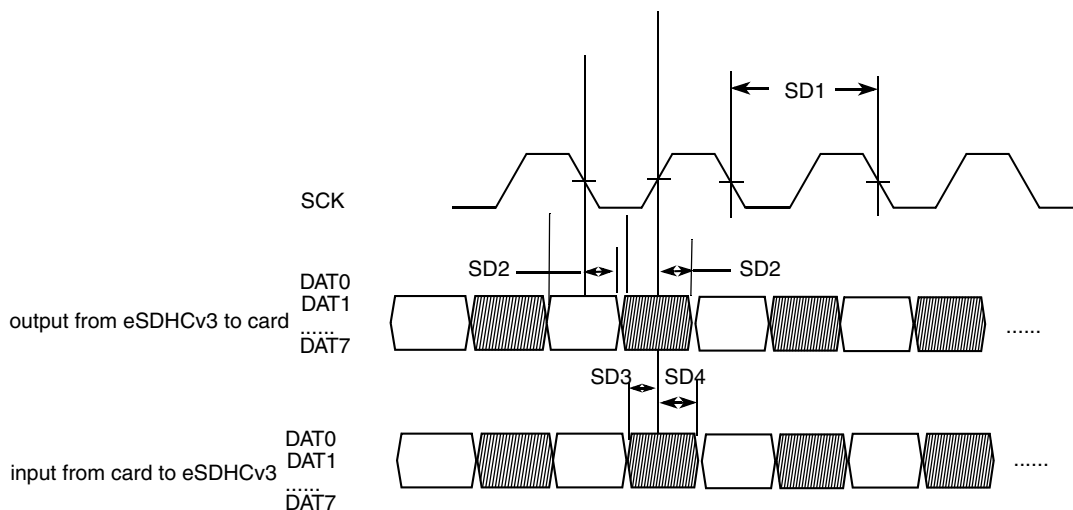 SD1
SCK
SD2
SD2
DAT0
DAT1
output from eSDHCv3 to card
......
......
DAT7
SD3
SD4
DAT0
DAT1
input from card to eSDHCv3
......
......
DAT7